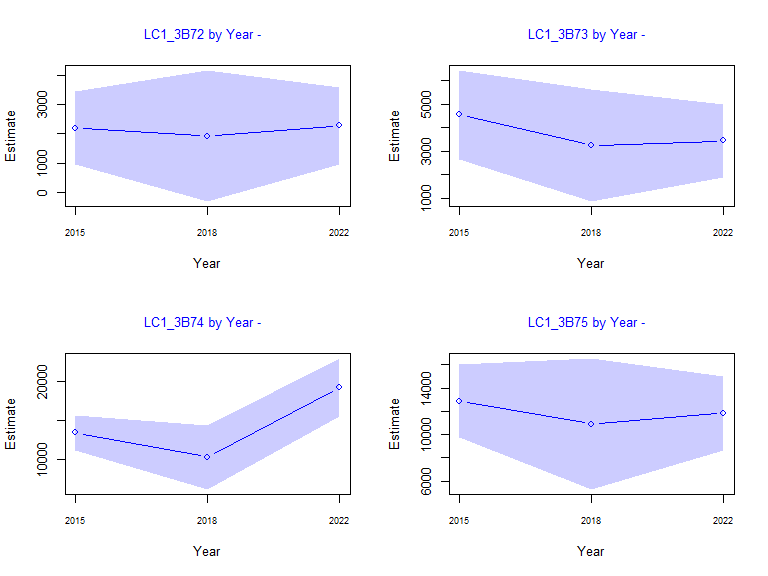 LC1_3B72 by Year -
Estimate
0
1000
3000
2015
2018
2022
Year
LC1_3B73 by Year -
Estimate
1000
3000
5000
2015
2018
2022
Year
LC1_3B74 by Year -
Estimate
10000
20000
2015
2018
2022
Year
LC1_3B75 by Year -
Estimate
6000
10000
14000
2015
2018
2022
Year